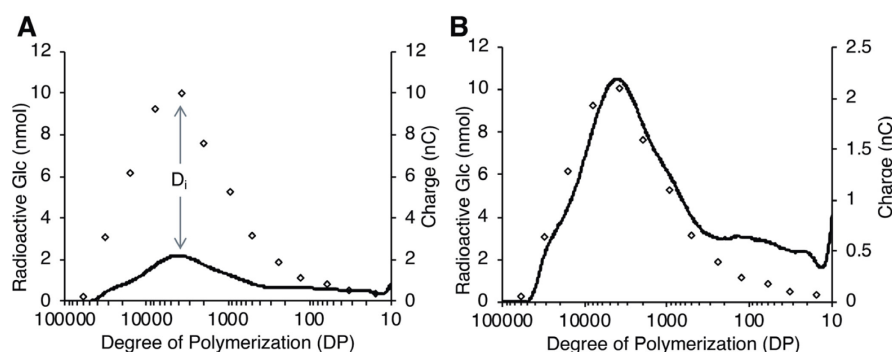 A
Radioactive Glc (nmol)
12
10
8
6
4
2
0
Di
12
10
8
6
4
2
0
Charge (nC)
100000 10000 1000 100 10
Degree of Polymerization (DP)
B
Radioactive Glc (nmol)
12
10
8
6
4
2
0
2.5
2
1.5
1
0.5
0
Charge (nC)
100000 10000 1000 100 10
Degree of Polymerization (DP)